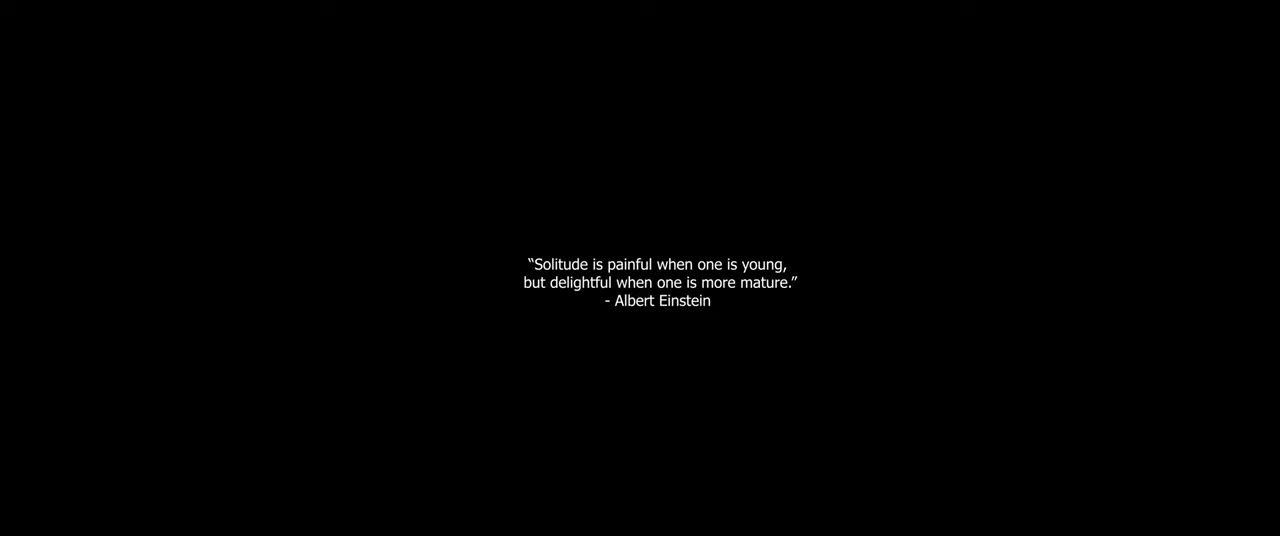 “Solitude is painful when one is young,
but delightful when one is more mature.”
- Albert Einstein